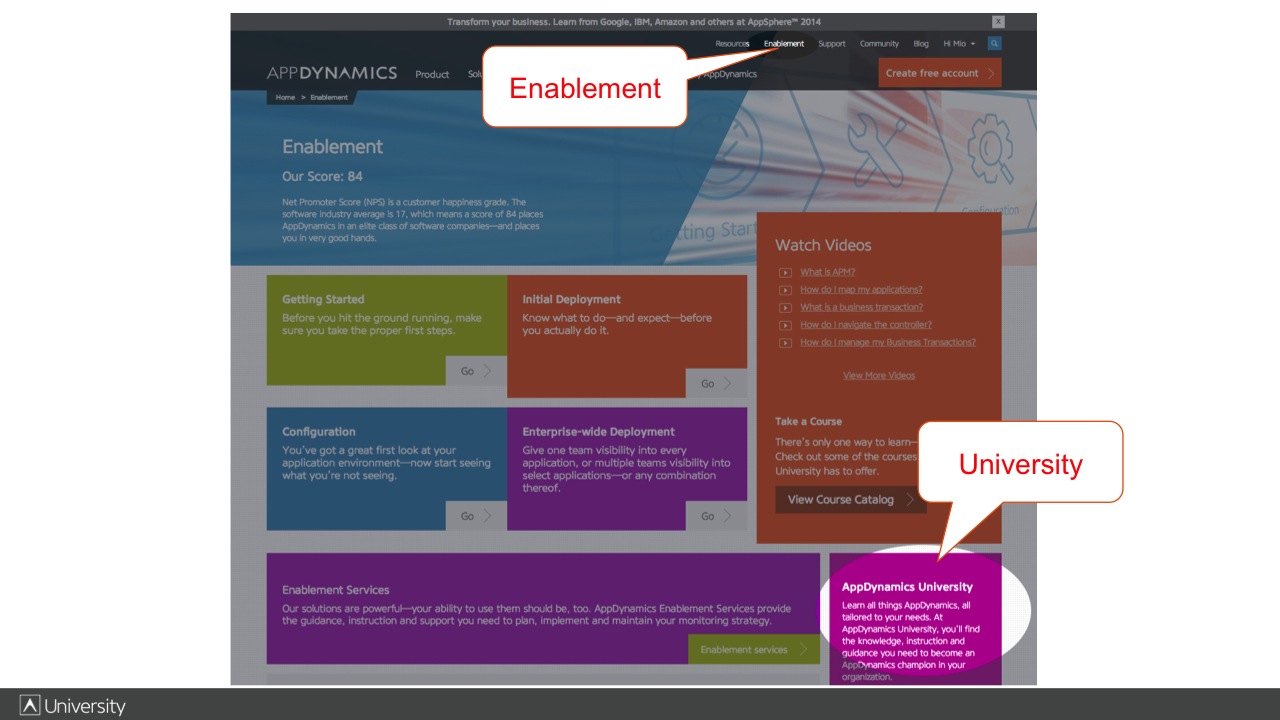 Transform your business. Learn from Google, IBM, Amazon and others at AppSphere™ 2014
X
Resources Enablement Support Community Blog Hi Mio
APPDYNAMICS Product AppDynamics
Create free account
Enablement
Home > Enablement
Enablement
Our Score: 84
Net Promoter Score (NPS) is a customer happiness grade. The
software industry average is 17, which means a score of 84 places
AppDynamics in an elite class of software companies—and places
you in very good hands.
Getting Start
Configuration
Getting Started
Before you hit the ground running, make
sure you take the proper first steps.
Go
Initial Deployment
Know what to do—and expect—before
you actually do it.
Go
Watch Videos
What is APM?
How do I map my applications?
What is a business transaction?
How do I navigate the controller?
How do I manage my Business Transactions?
View More Videos
Configuration
You've got a great first look at your
application environment—now start seeing
what you're not seeing.
Go
Enterprise-wide Deployment
Give one team visibility into every
application, or multiple teams visibility into
select applications—or any combination
thereof.
Go
Take a Course
There's only one way to learn—
Check out some of the courses
University has to offer.
View Course Catalog
University
Enablement Services
Our solutions are powerful—your ability to use them should be, too. AppDynamics Enablement Services provide
the guidance, instruction and support you need to plan, implement and maintain your monitoring strategy.
Enablement services
AppDynamics University
Learn all things AppDynamics, all
tailored to your needs. At
AppDynamics University, you'll find
the knowledge, instruction and
guidance you need to become an
AppDynamics champion in your
organization.
University